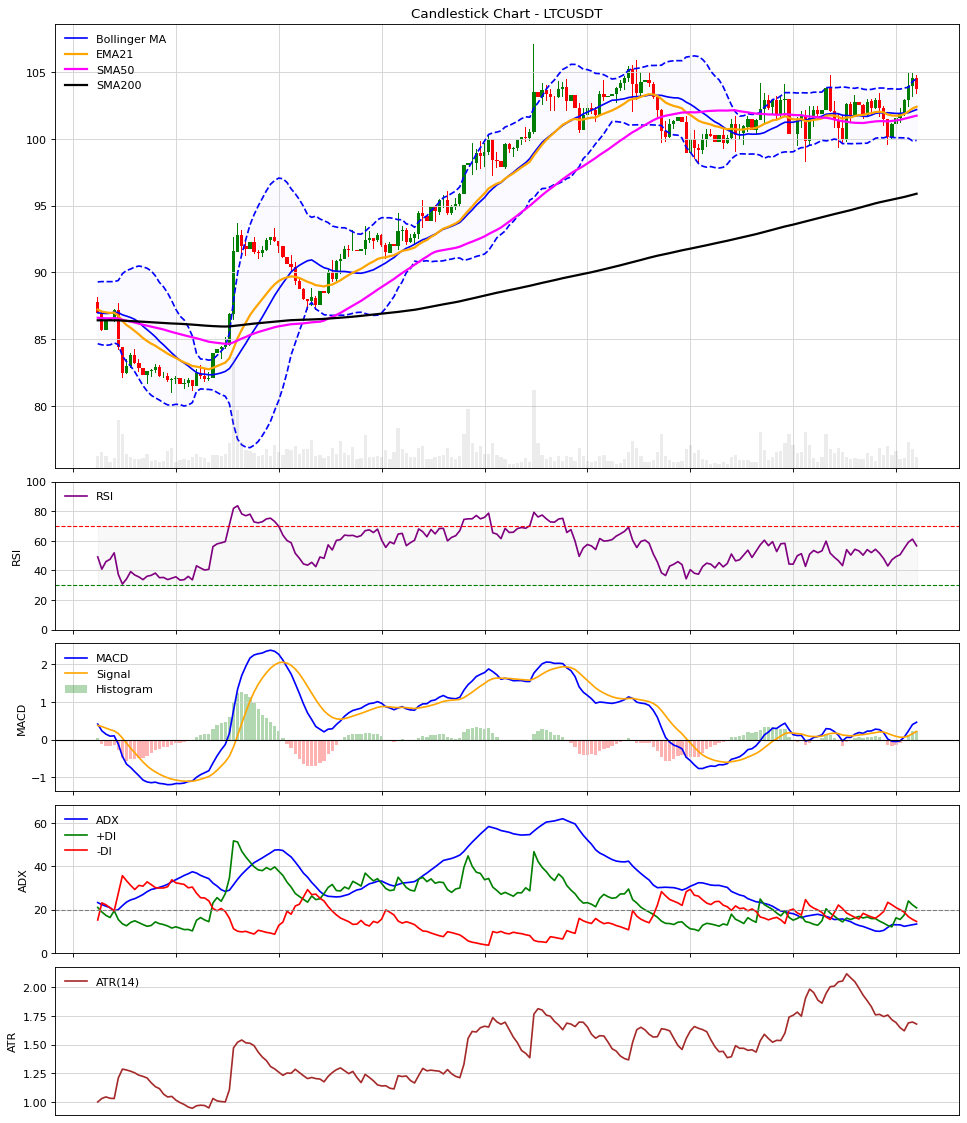 Candlestick Chart - LTCUSDT
Bollinger MA
EMA21
SMA50
SMA200
105
100
95
90
85
80
RSI
RSI
100
80
60
40
20
0
MACD
Signal
Histogram
MACD
2
1
0
−1
ADX
+DI
-DI
ADX
60
40
20
0
ATR(14)
ATR
2.00
1.75
1.50
1.25
1.00